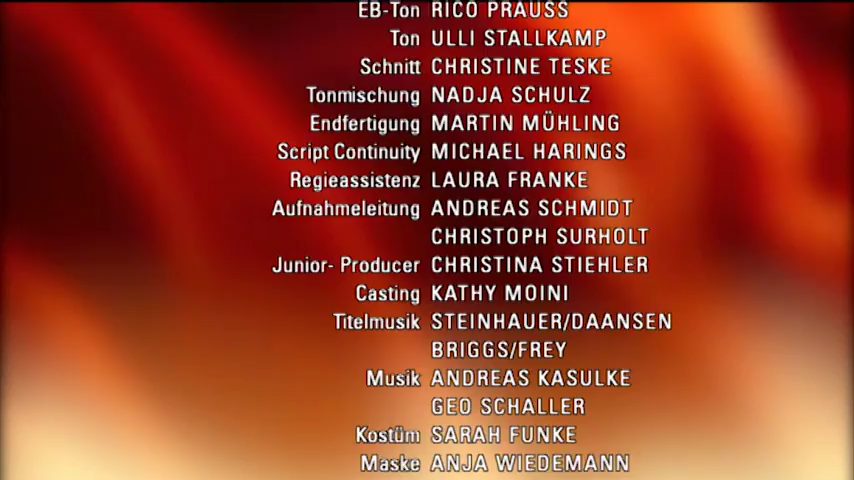 EB-Ton RICO PRAUSS
Ton ULLI STALLKAMP
Schnitt CHRISTINE TESKE
Tonmischung NADJA SCHULZ
Endfertigung MARTIN MÜHLING
Script Continuity MICHAEL HARINGS
Regieassistenz LAURA FRANKE
Aufnahmeleitung ANDREAS SCHMIDT
CHRISTOPH SURHOLT
Junior- Producer CHRISTINA STIEHLER
Casting KATHY MOINI
Titelmusik STEINHAUER/DAANSEN
BRIGGS/FREY
Musik ANDREAS KASULKE
GEO SCHALLER
Kostüm SARAH FUNKE
Maske ANJA WIEDEMANN